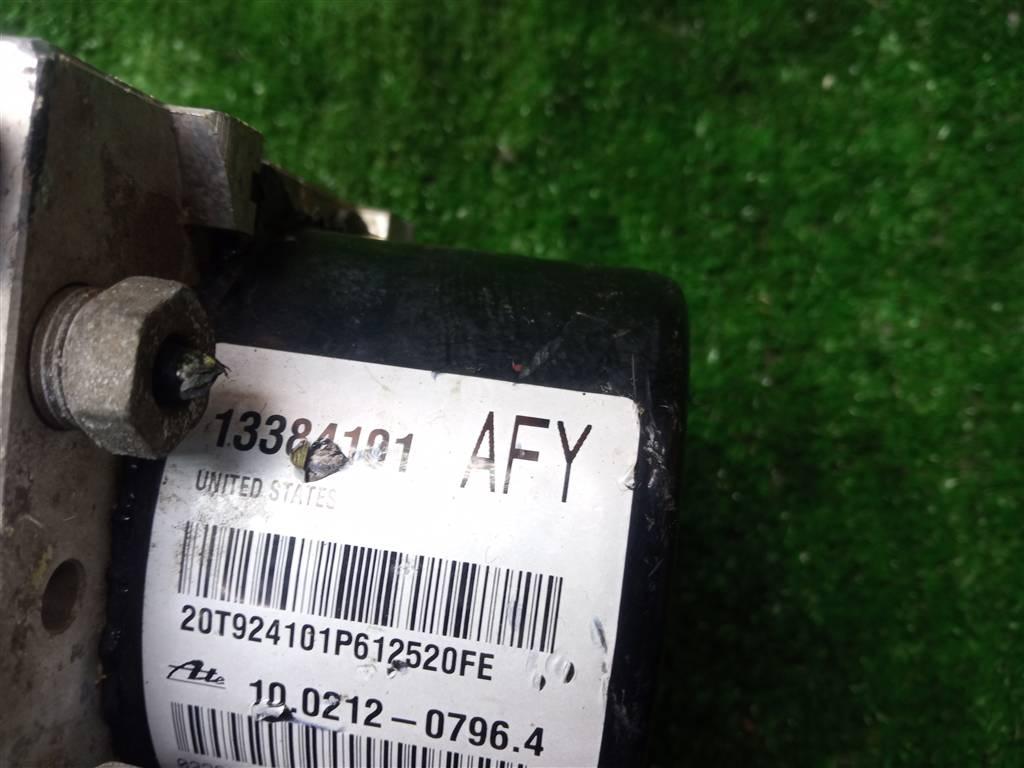 13384101 AFY
UNITED STATES
20T924101P612520FE
Ate 10.0212-0796.4